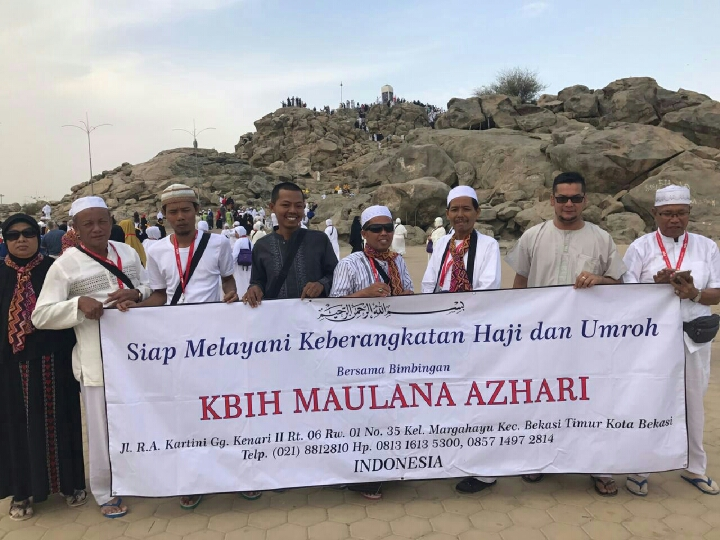 بسم الله الرحمن الرحيم
Siap Melayani Keberangkatan Haji dan Umroh
Bersama Bimbingan
KBIH MAULANA AZHARI
Jl. R.A. Kartini Gg. Kenari II Rt. 06 Rw. 01 No. 35 Kel. Margahayu Kec. Bekasi Timur Kota Bekasi
Telp. (021) 8812810 Hp. 0813 1613 5300, 0857 1497 2814
INDONESIA